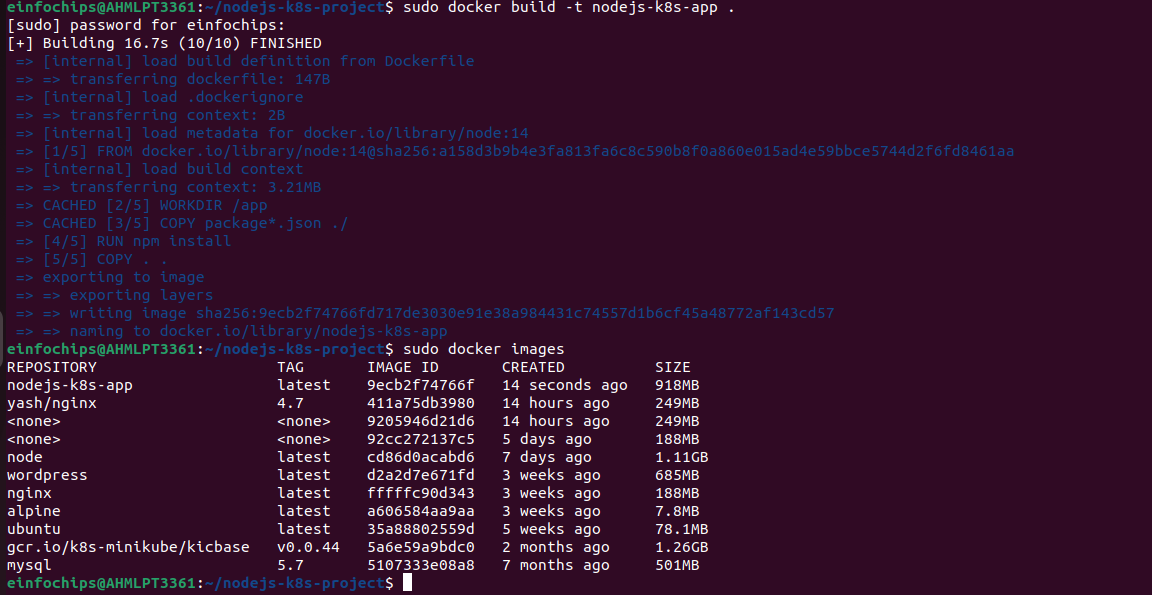 einfochips@AHMLPT3361:~/nodejs-k8s-project$ sudo docker build -t nodejs-k8s-app .
[sudo] password for einfochips:
[+] Building 16.7s (10/10) FINISHED
=> [internal] load build definition from Dockerfile
=> => transferring dockerfile: 147B
=> [internal] load .dockerignore
=> => transferring context: 2B
=> [internal] load metadata for docker.io/library/node:14
=> [1/5] FROM docker.io/library/node:14@sha256:a158d3b9b4e3fa813fa6c8c590b8f0a860e015ad4e59bbce5744d2f6fd8461aa
=> [internal] load build context
=> => transferring context: 3.21MB
=> CACHED [2/5] WORKDIR /app
=> CACHED [3/5] COPY package*.json ./
=> [4/5] RUN npm install
=> [5/5] COPY . .
=> exporting to image
=> => exporting layers
=> => writing image sha256:9ecb2f74766fd717de3030e91e38a984431c74557d1b6cf45a48772af143cd57
=> => naming to docker.io/library/nodejs-k8s-app
einfochips@AHMLPT3361:~/nodejs-k8s-project$ sudo docker images
REPOSITORY TAG IMAGE ID CREATED SIZE
nodejs-k8s-app latest 9ecb2f74766f 14 seconds ago 918MB
yash/nginx 4.7 411a75db3980 14 hours ago 249MB
<none> <none> 9205946d21d6 14 hours ago 249MB
<none> <none> 92cc272137c5 5 days ago 188MB
node latest cd86d0acabd6 7 days ago 1.11GB
wordpress latest d2a2d7e671fd 3 weeks ago 685MB
nginx latest fffffc90d343 3 weeks ago 188MB
alpine latest a606584aa9aa 3 weeks ago 7.8MB
ubuntu latest 35a88802559d 5 weeks ago 78.1MB
gcr.io/k8s-minikube/kicbase v0.0.44 5a6e59a9bdc0 2 months ago 1.26GB
mysql 5.7 5107333e08a8 7 months ago 501MB
einfochips@AHMLPT3361:~/nodejs-k8s-project$